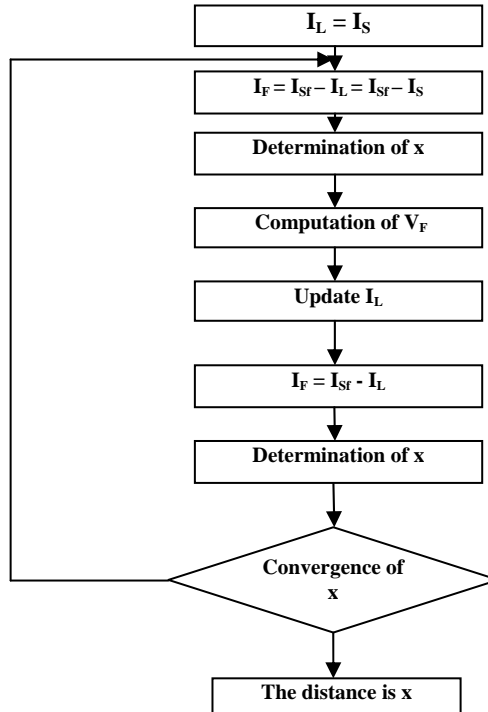 I_L = I_S
I_F = I_Sf – I_L = I_Sf – I_S
Determination of x
Computation of V_F
Update I_L
I_F = I_Sf - I_L
Determination of x
Convergence of
x
The distance is x